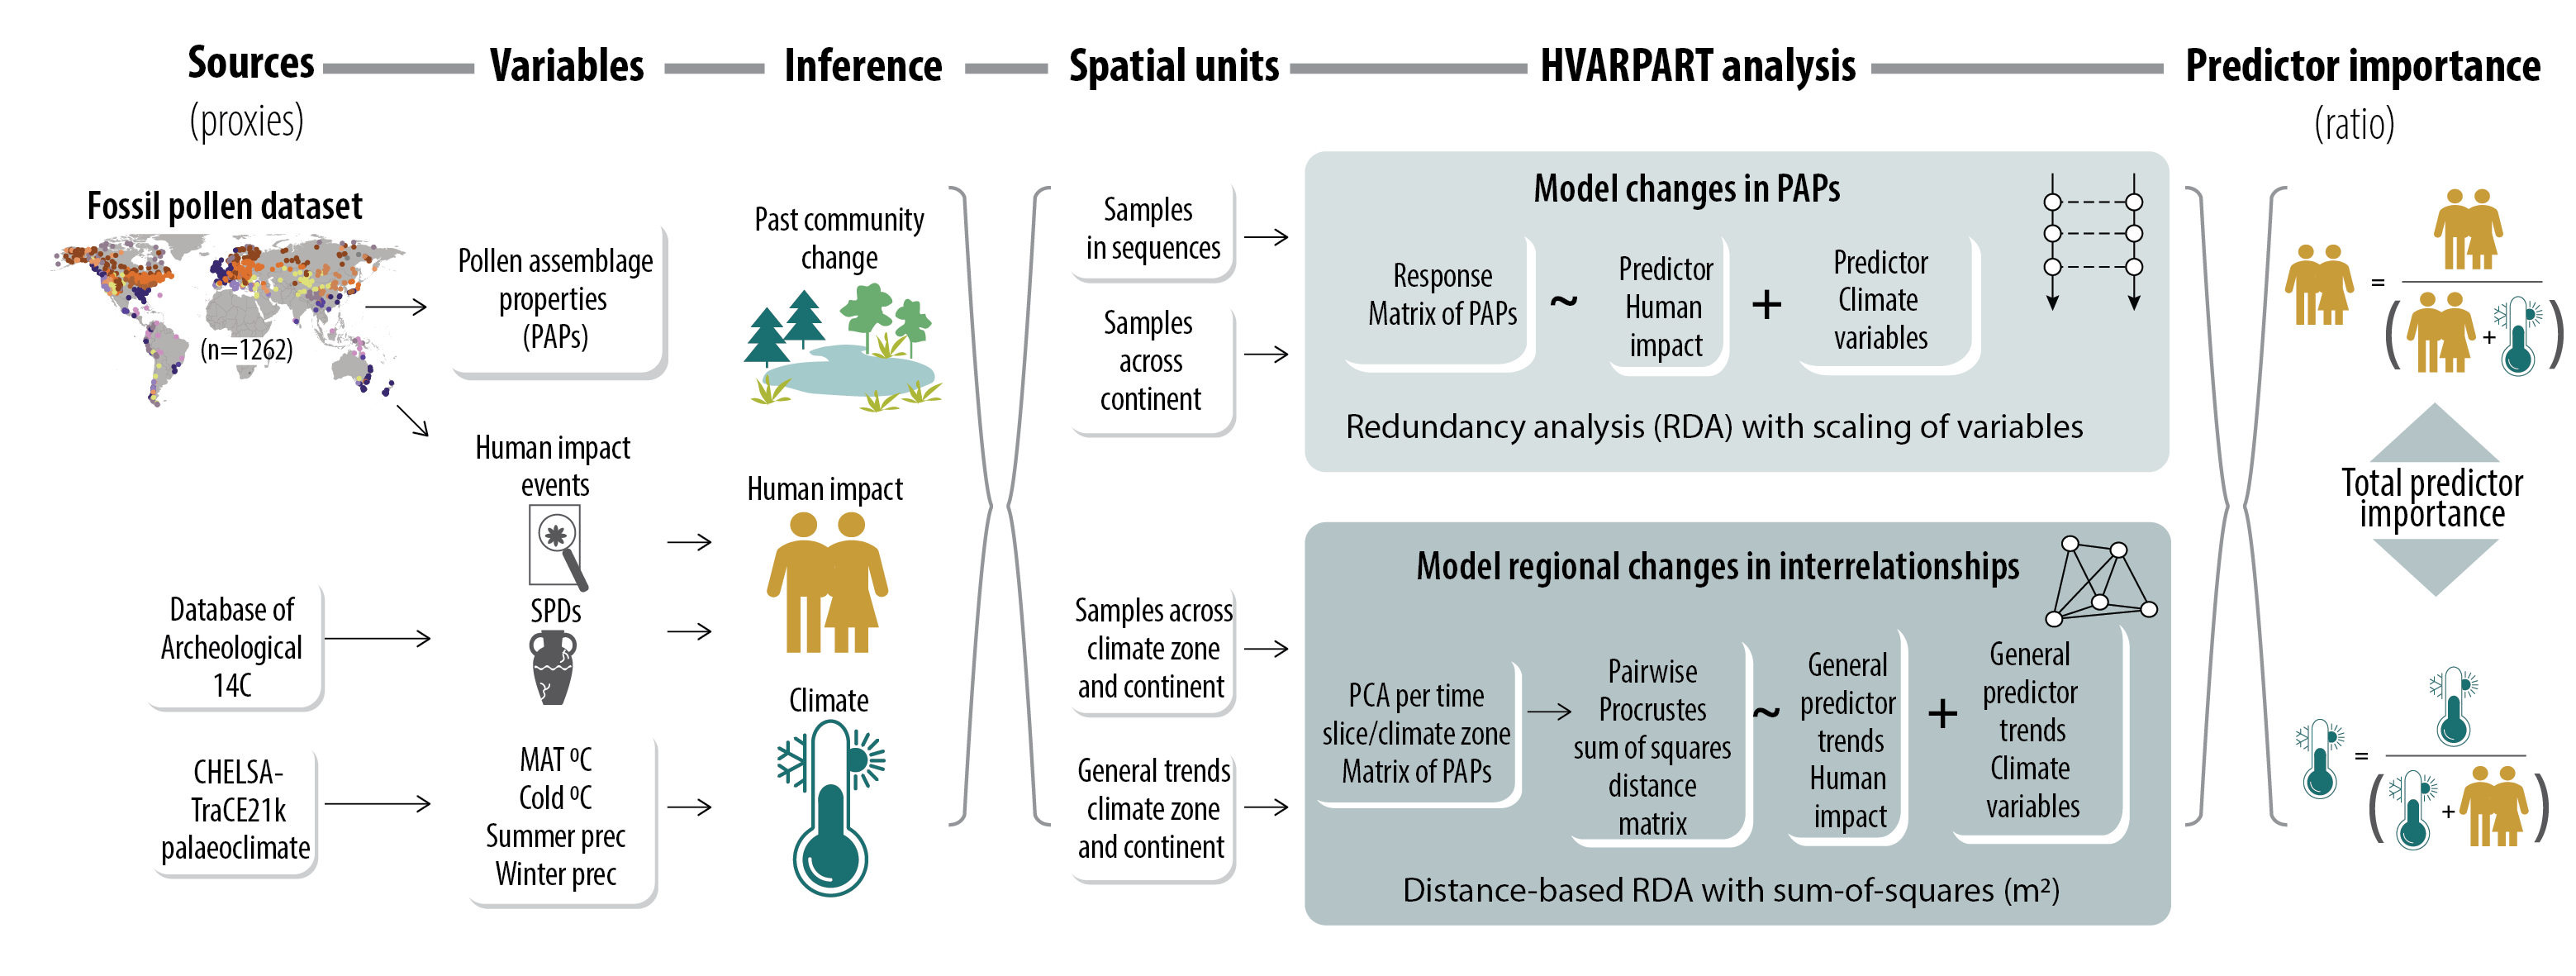 Sources
(proxies)
Variables
Inference
Spatial units
HVARPART analysis
Predictor importance
(ratio)
Fossil pollen dataset
(n=1262)
Pollen assemblage
properties
(PAPs)
Past community
change
Human impact
events
SPDs
Human impact
Database of
Archeological
14C
CHELSA-
TraCE21k
palaeoclimate
MAT ºC
Cold ºC
Summer prec
Winter prec
Climate
Samples
in sequences
Samples
across
continent
Samples across
climate zone
and continent
General trends
climate zone
and continent
Model changes in PAPs
Response
Matrix of PAPs
~
Predictor
Human
impact
+
Predictor
Climate
variables
Redundancy analysis (RDA) with scaling of variables
Model regional changes in interrelationships
PCA per time
slice/climate zone
Matrix of PAPs
Pairwise
Procrustes
sum of squares
distance
matrix
~
General
predictor
trends
Human
impact
+
General
predictor
trends
Climate
variables
Distance-based RDA with sum-of-squares (m²)
=
( + )
Total predictor
importance
=
( + )